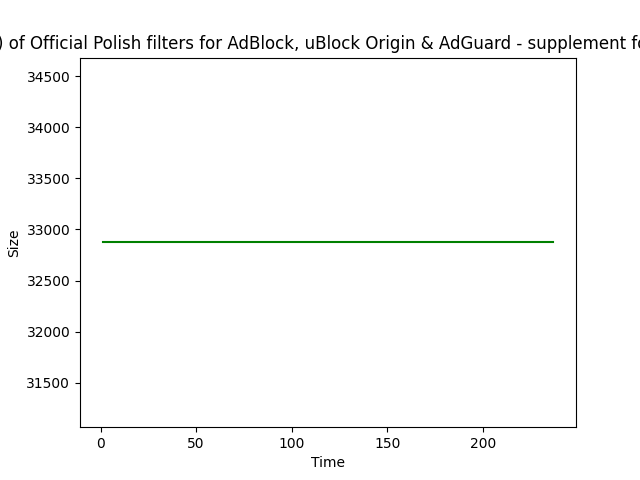 ) of Official Polish filters for AdBlock, uBlock Origin & AdGuard - supplement fo
34500
34000
33500
33000
32500
32000
31500
Size
0 50 100 150 200
Time